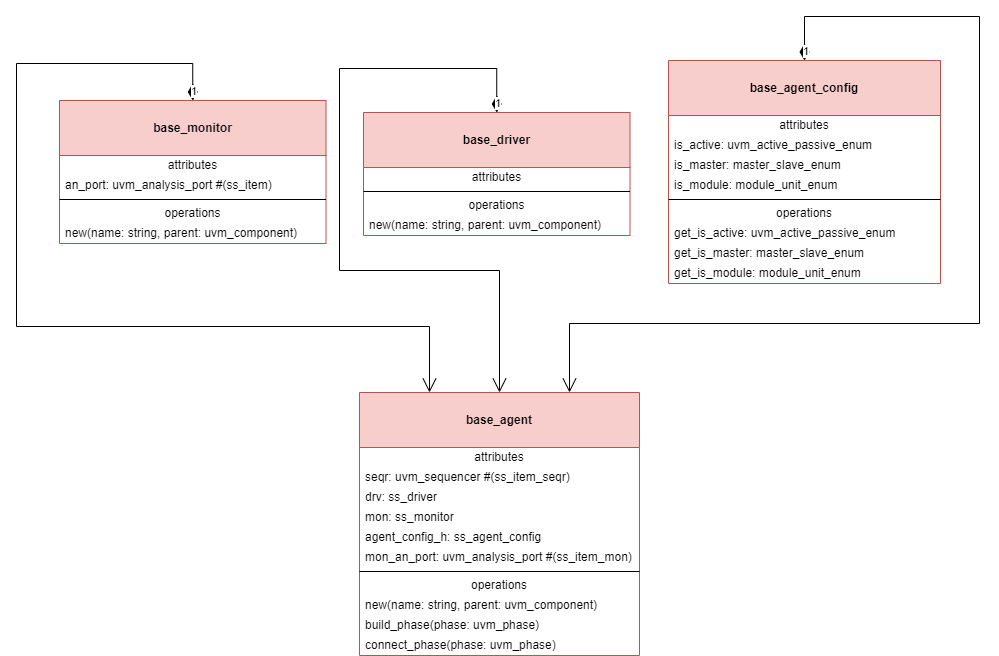 1
base_monitor
attributes
an_port: uvm_analysis_port #(ss_item)
operations
new(name: string, parent: uvm_component)
1
base_driver
attributes
operations
new(name: string, parent: uvm_component)
1
base_agent_config
attributes
is_active: uvm_active_passive_enum
is_master: master_slave_enum
is_module: module_unit_enum
operations
get_is_active: uvm_active_passive_enum
get_is_master: master_slave_enum
get_is_module: module_unit_enum
base_agent
attributes
seqr: uvm_sequencer #(ss_item_seqr)
drv: ss_driver
mon: ss_monitor
agent_config_h: ss_agent_config
mon_an_port: uvm_analysis_port #(ss_item_mon)
operations
new(name: string, parent: uvm_component)
build_phase(phase: uvm_phase)
connect_phase(phase: uvm_phase)